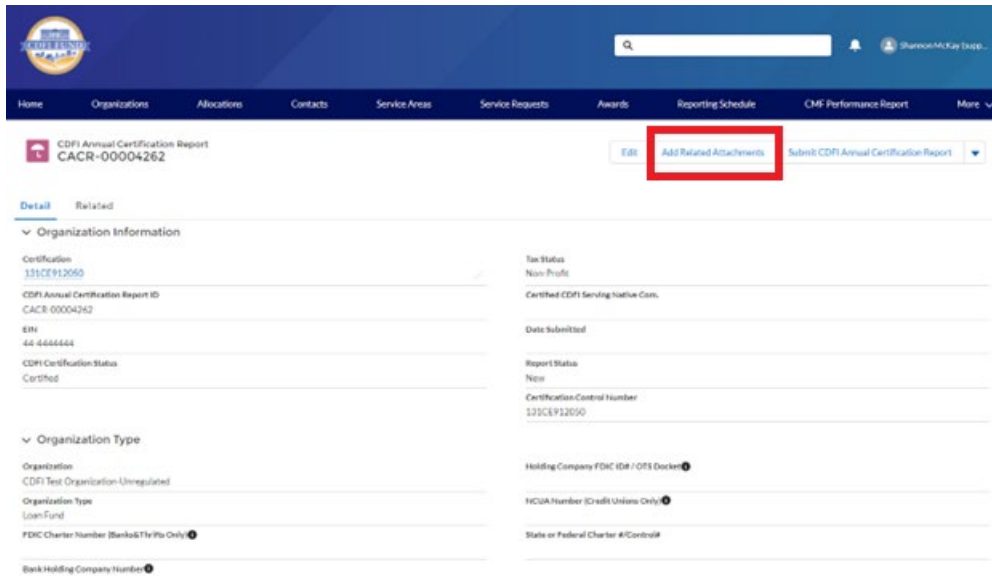 CDFI FUND
Shannon McKay (supp...
Home Organizations Allocations Contacts Service Areas Service Requests Awards Reporting Schedule CMF Performance Report More
CDFI Annual Certification Report
CACR-00004262
Edit Add Related Attachments Submit CDFI Annual Certification Report
Detail Related
Organization Information
Certification Tax Status
131CE912050 Non-Profit
CDFI Annual Certification Report ID Certified CDFI Serving Native Com.
CACR-00004262
EIN Date Submitted
44-4444444
CDFI Certification Status Report Status
Certified New
Certification Control Number
131CE912050
Organization Type
Organization Holding Company FDIC ID# / OTS Docket
CDFI Test Organization-Unregulated
Organization Type NCUA Number (Credit Unions Only)
Loan Fund
FDIC Charter Number (Banks&Thrifts Only) State or Federal Charter #/Control#
Bank Holding Company Number